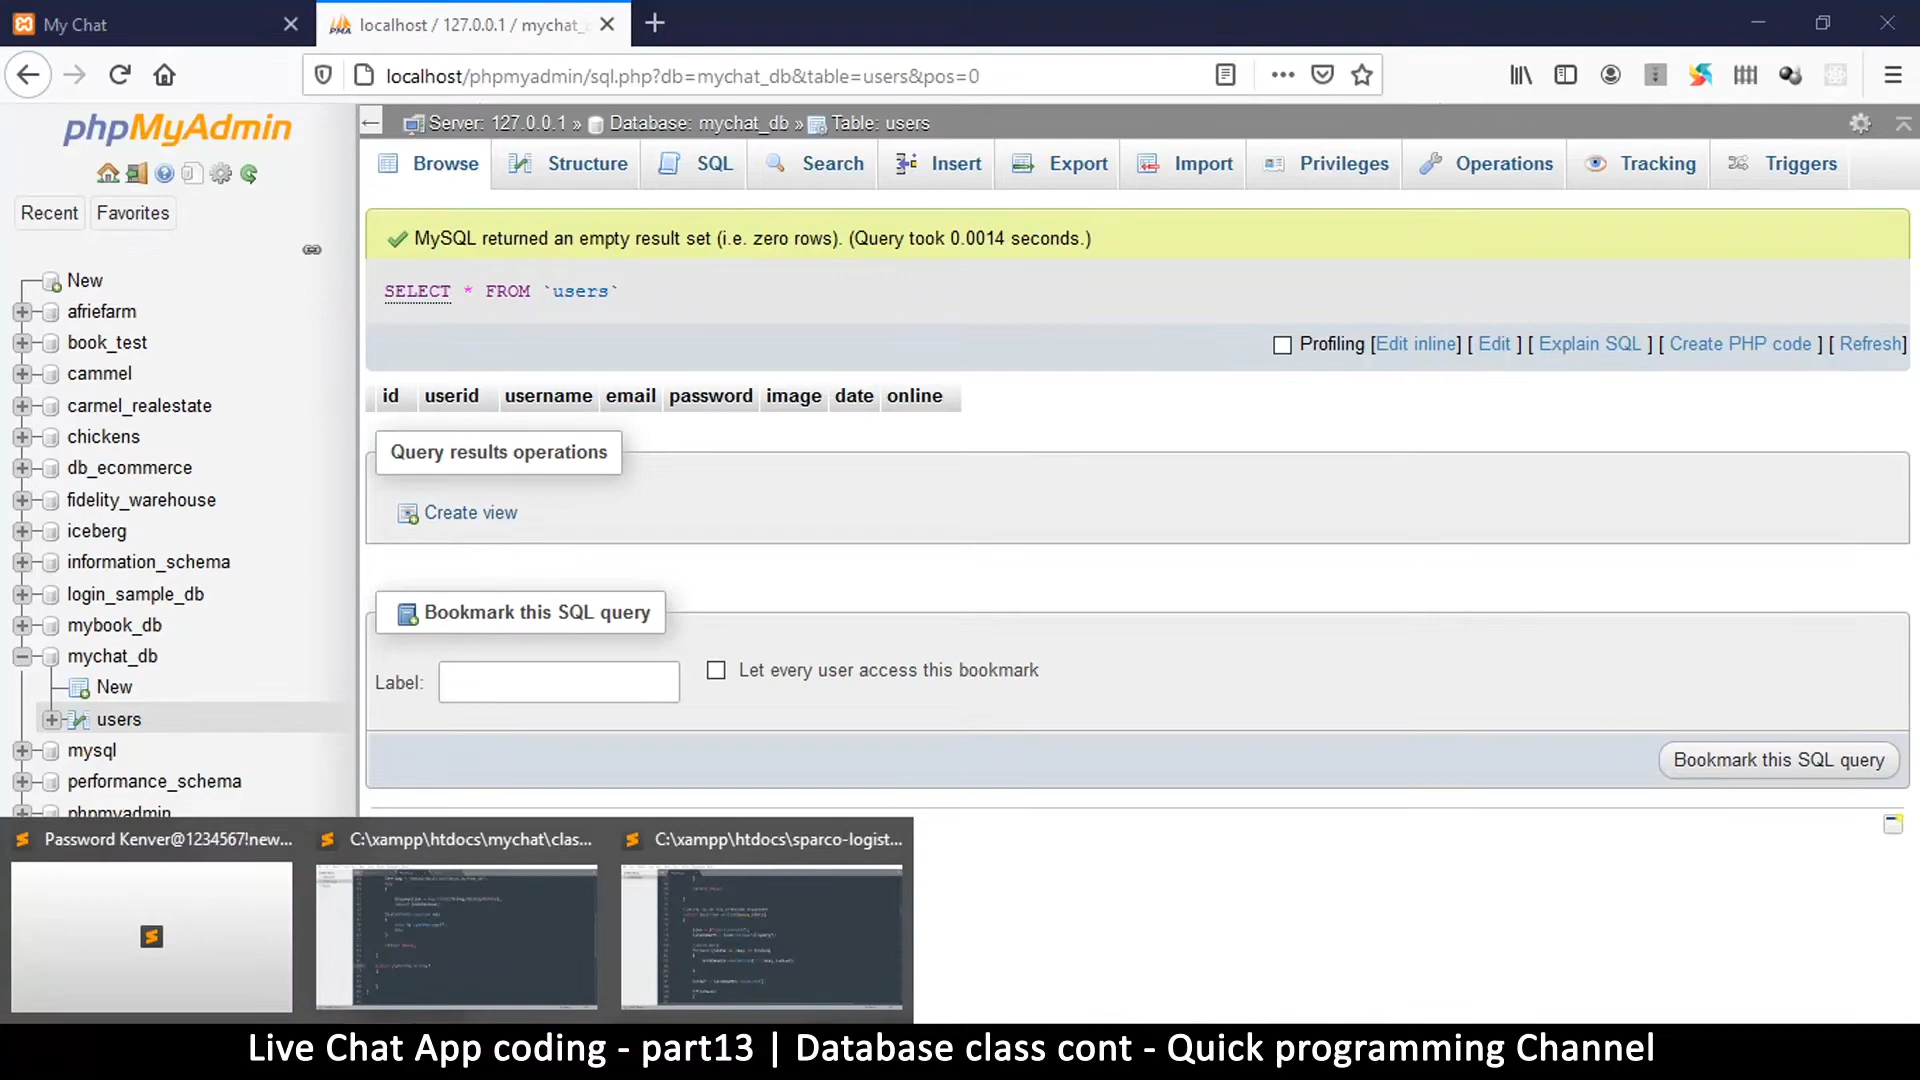 My Chat
localhost / 127.0.0.1 / mychat_
localhost/phpmyadmin/sql.php?db=mychat_db&table=users&pos=0
phpMyAdmin
Recent
Favorites
New
afriefarm
book_test
cammel
carmel_realestate
chickens
db_ecommerce
fidelity_warehouse
iceberg
information_schema
login_sample_db
mybook_db
mychat_db
New
users
mysql
performance_schema
phpmyadmin
Server: 127.0.0.1 » Database: mychat_db » Table: users
Browse Structure SQL Search Insert Export Import Privileges Operations Tracking Triggers
MySQL returned an empty result set (i.e. zero rows). (Query took 0.0014 seconds.)
SELECT * FROM `users`
Profiling [Edit inline] [ Edit ] [ Explain SQL ] [ Create PHP code ] [ Refresh]
id userid username email password image date online
Query results operations
Create view
Bookmark this SQL query
Label:
Let every user access this bookmark
Bookmark this SQL query
Password Kenver@1234567!new...
C:\xampp\htdocs\mychat\clas...
C:\xampp\htdocs\sparco-logist...
Live Chat App coding - part13 | Database class cont - Quick programming Channel